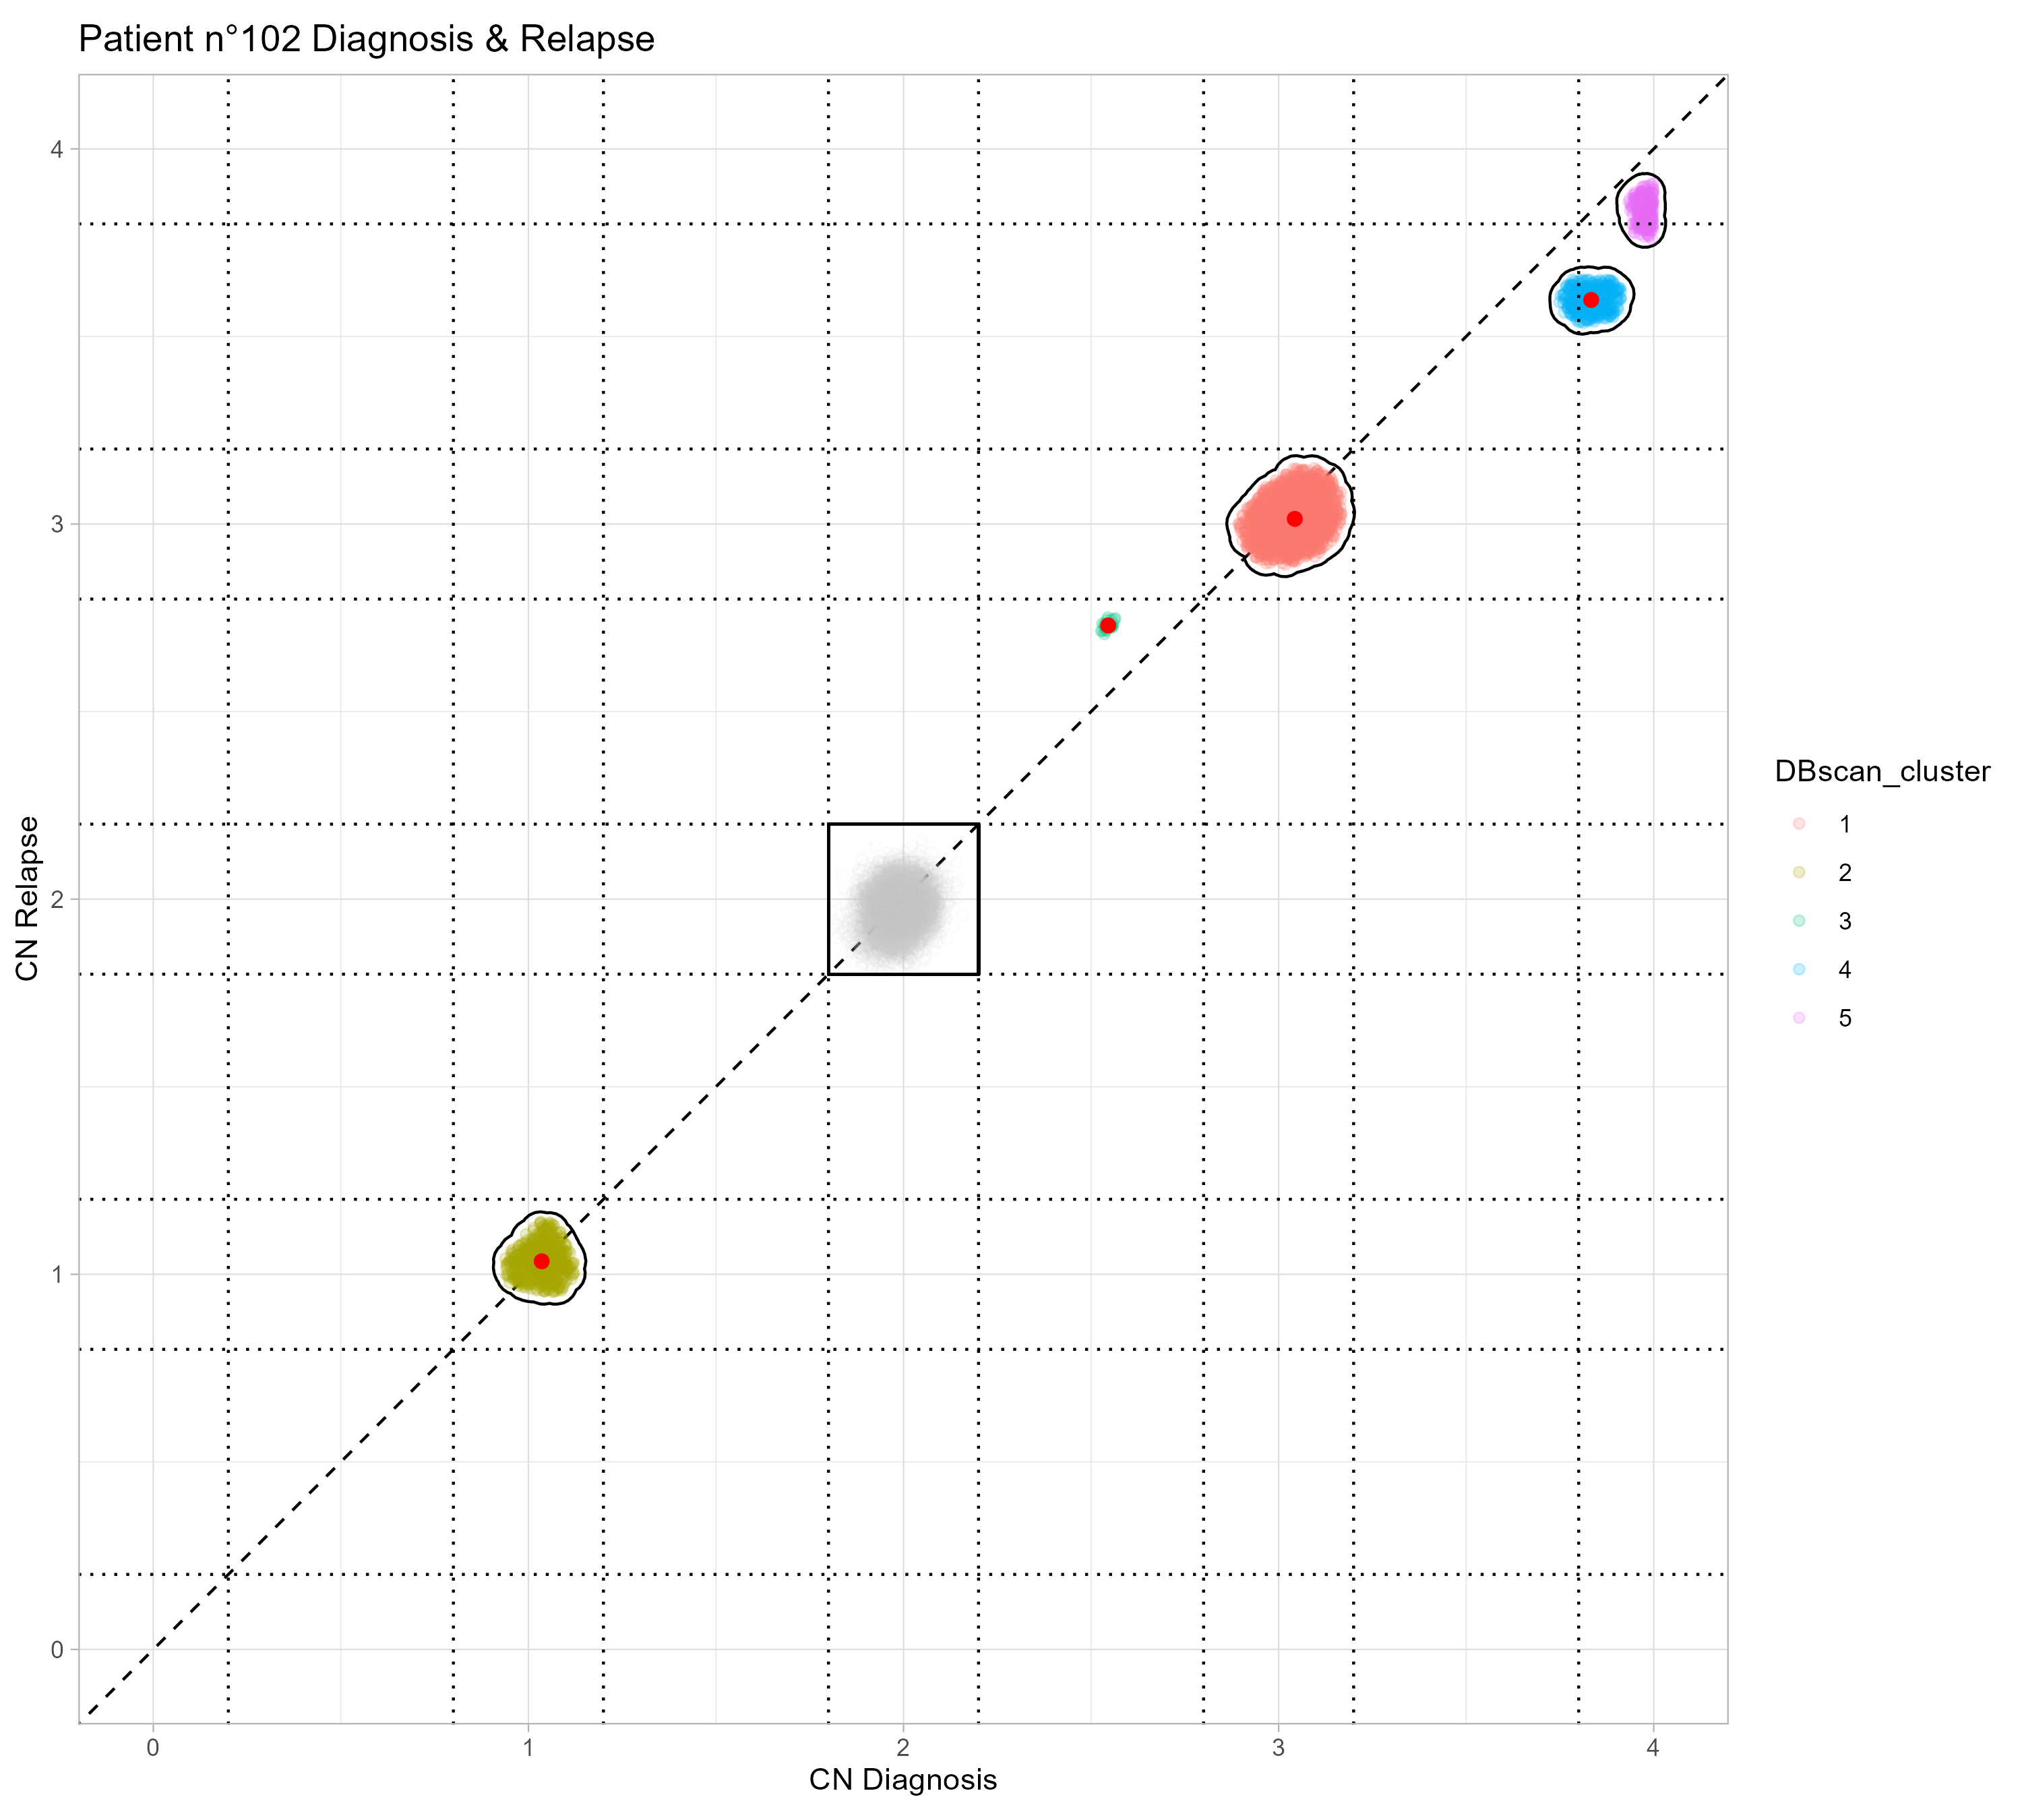 Patient n°102 Diagnosis & Relapse
4
3
2
1
0
CN Relapse
0 1 2 3 4
CN Diagnosis
DBscan_cluster
1
2
3
4
5